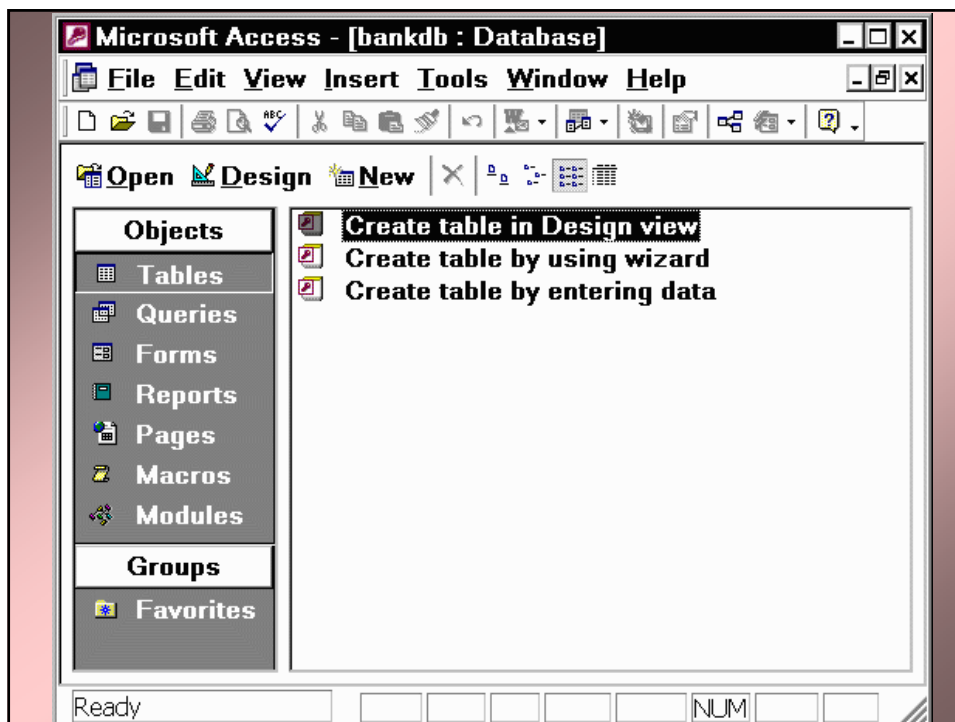 Microsoft Access - [bankdb : Database]
File Edit View Insert Tools Window Help
ABC
Open Design New
Objects
Tables
Queries
Forms
Reports
Pages
Macros
Modules
Groups
Favorites
Create table in Design view
Create table by using wizard
Create table by entering data
Ready NUM